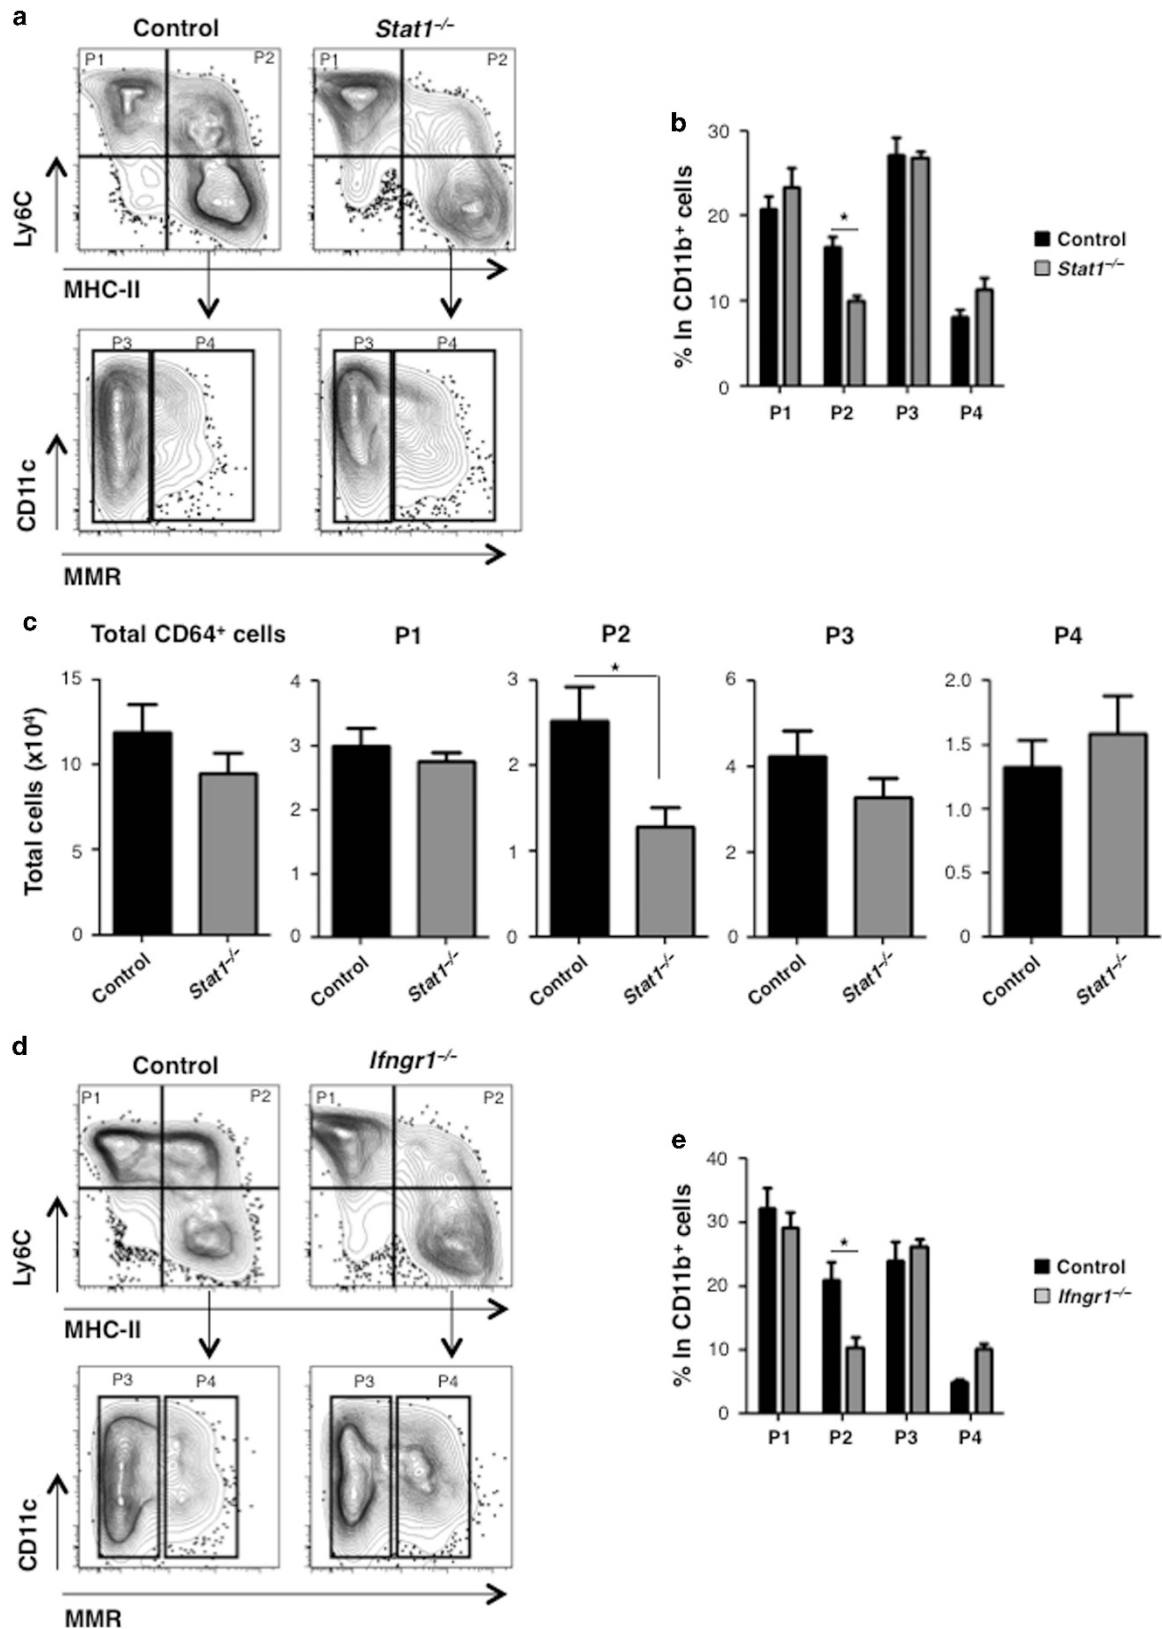 a
Control
Stat1–/–
P1
P2
P1
P2
Ly6C
MHC-II
P3
P4
P3
P4
CD11c
MMR
b
% In CD11b+ cells
30
20
10
0
P1
P2
P3
P4
*
Control
Stat1–/–
c
Total cells (x10⁴)
Total CD64+ cells
15
10
5
0
Control
Stat1–/–
P1
4
3
2
1
0
Control
Stat1–/–
P2
3
2
1
0
*
Control
Stat1–/–
P3
6
4
2
0
Control
Stat1–/–
P4
2.0
1.5
1.0
0.5
0
Control
Stat1–/–
d
Control
Ifngr1–/–
P1
P2
P1
P2
Ly6C
MHC-II
P3
P4
P3
P4
CD11c
MMR
e
% In CD11b+ cells
40
30
20
10
0
P1
P2
P3
P4
*
Control
Ifngr1–/–